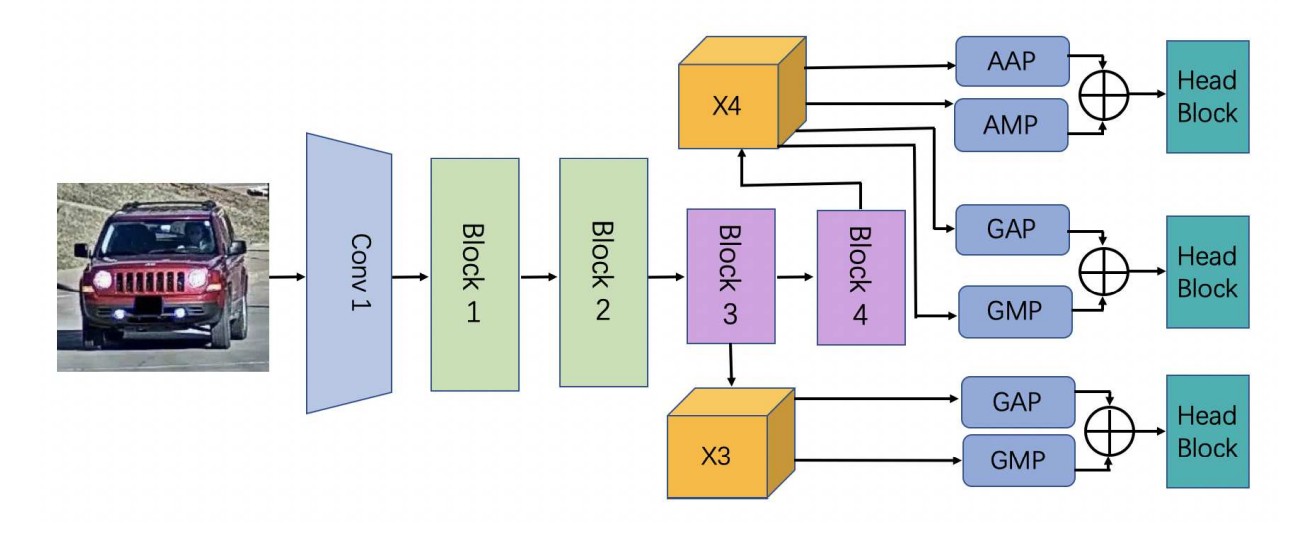 Conv 1
Block 1
Block 2
Block 3
Block 4
X4
X3
AAP
AMP
GAP
GMP
GAP
GMP
Head
Block
Head
Block
Head
Block